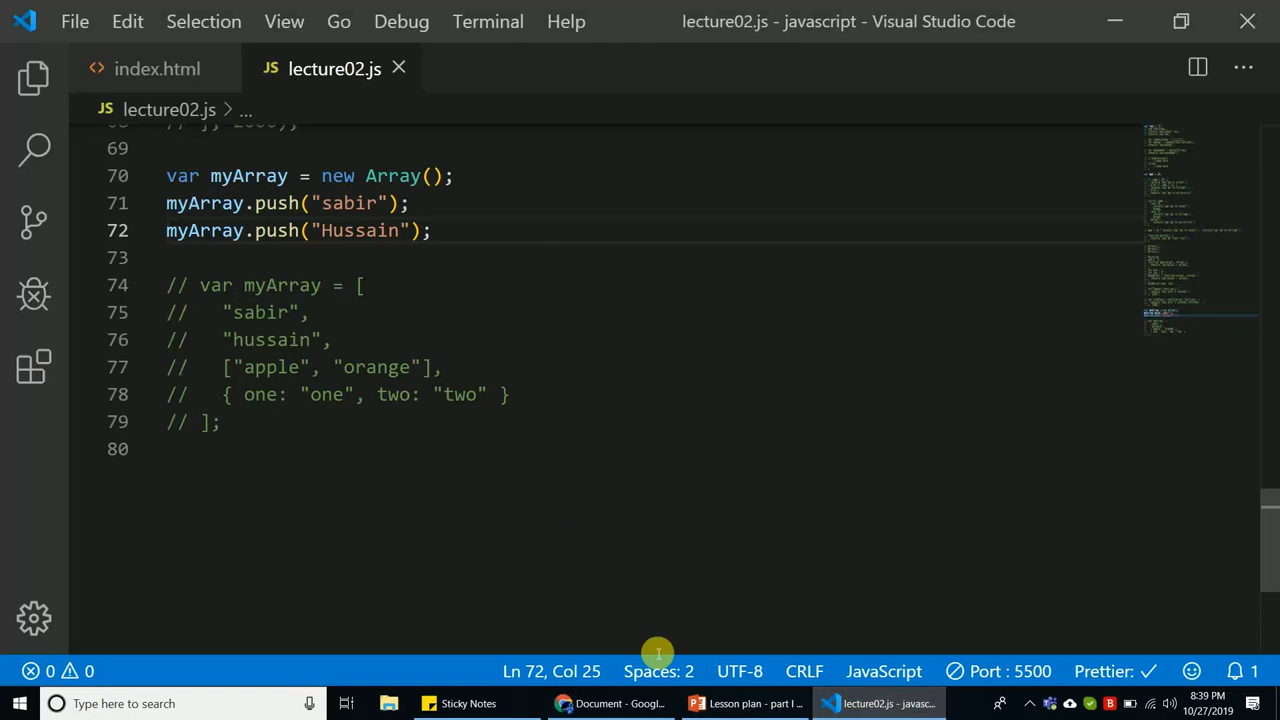 File Edit Selection View Go Debug Terminal Help lecture02.js - javascript - Visual Studio Code
index.html JS lecture02.js
JS lecture02.js > ...
69
70 var myArray = new Array();
71 myArray.push("sabir");
72 myArray.push("Hussain");
73
74 // var myArray = [
75 //   "sabir",
76 //   "hussain",
77 //   ["apple", "orange"],
78 //   { one: "one", two: "two" }
79 // ];
80
0 0 Ln 72, Col 25 Spaces: 2 UTF-8 CRLF JavaScript Port : 5500 Prettier: ✓ 1
Type here to search Sticky Notes Document - Googl... Lesson plan - part I ... lecture02.js - javasc... 8:39 PM
10/27/2019